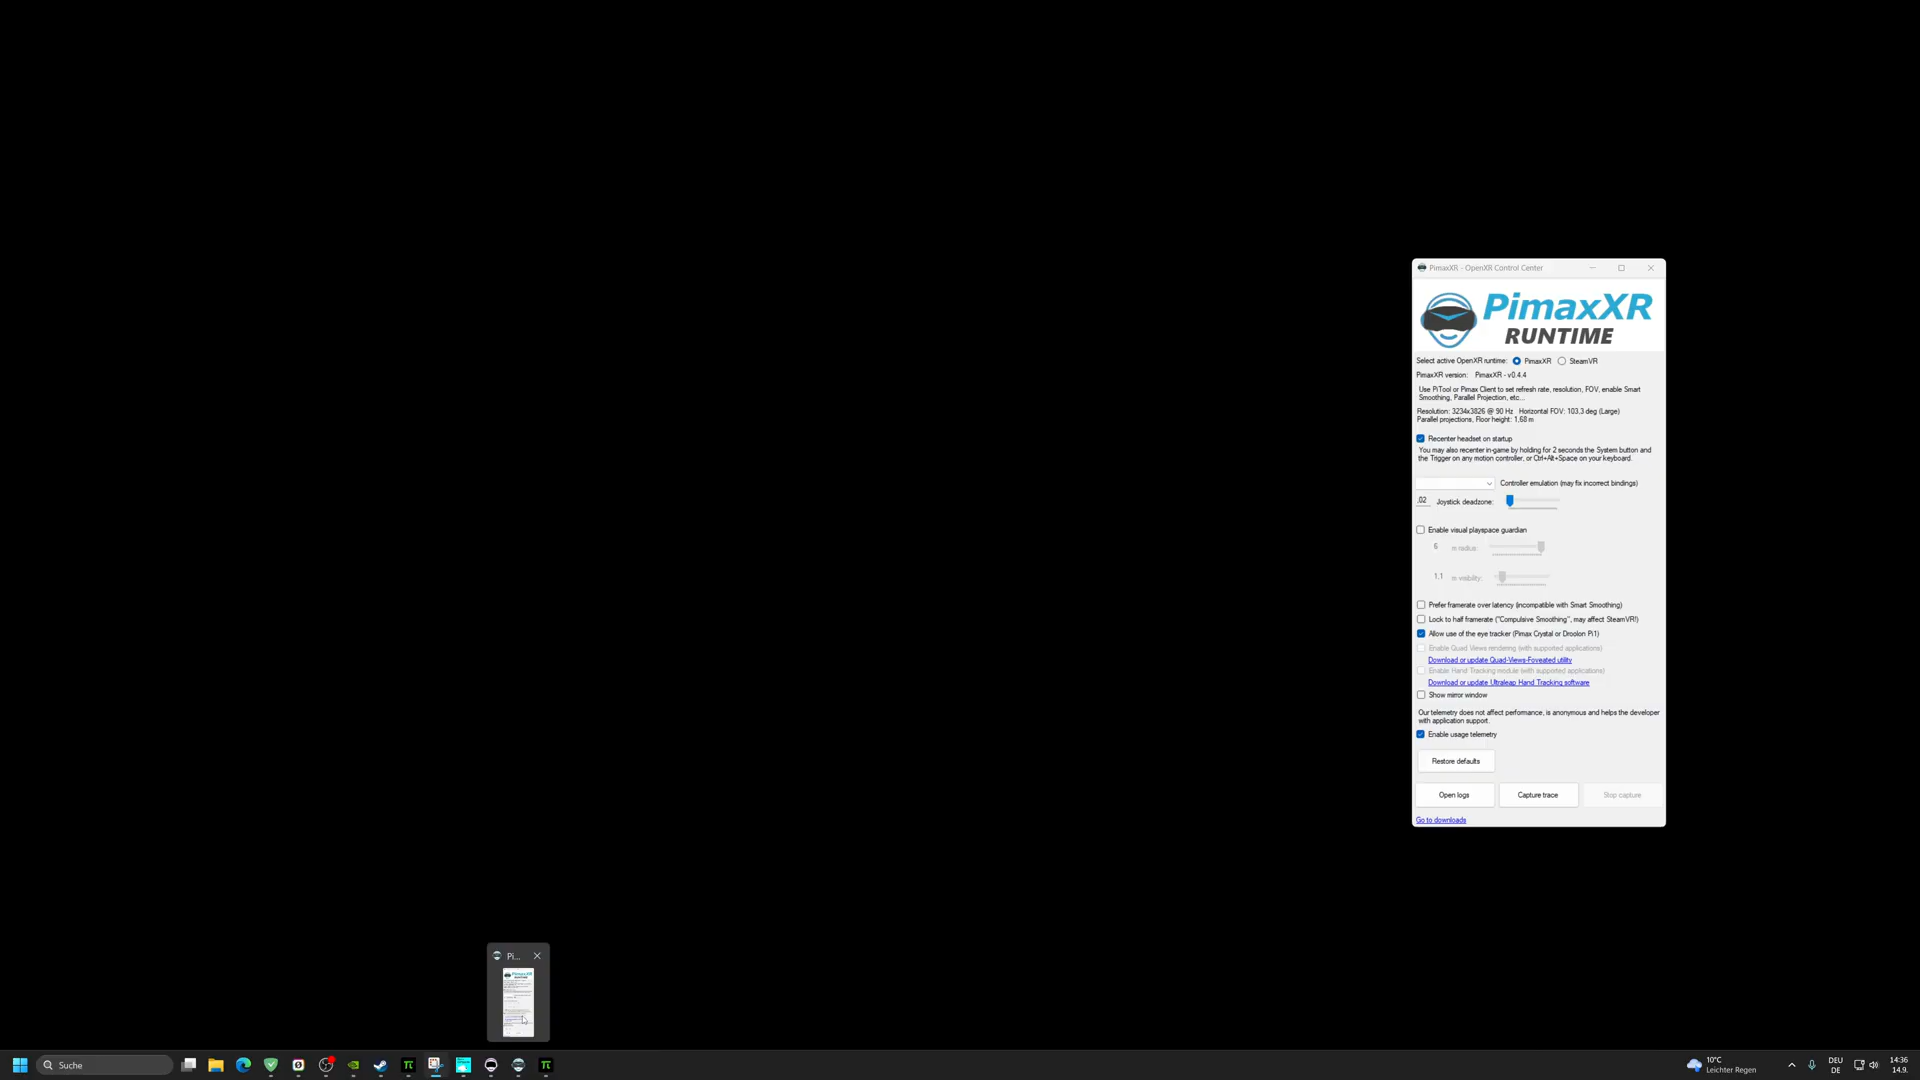 PimaxXR - OpenXR Control Center
PimaxXR
RUNTIME
Select active OpenXR runtime: PimaxXR SteamVR
PimaxXR version: PimaxXR - v0.4.4
Use PiTool or Pimax Client to set refresh rate, resolution, FOV, enable Smart
Smoothing, Parallel Projection, etc...
Resolution: 3234x3826 @ 90 Hz Horizontal FOV: 103,3 deg (Large)
Parallel projections, Floor height: 1,68 m
Recenter headset on startup
You may also recenter in-game by holding for 2 seconds the System button and
the Trigger on any motion controller, or Ctrl+Alt+Space on your keyboard.
Controller emulation (may fix incorrect bindings)
.02 Joystick deadzone:
Enable visual playspace guardian
6 m radius:
1.1 m visibility:
Prefer framerate over latency (incompatible with Smart Smoothing)
Lock to half framerate ("Compulsive Smoothing", may affect SteamVR!)
Allow use of the eye tracker (Pimax Crystal or Droolon Pi1)
Enable Quad Views rendering (with supported applications)
Download or update Quad-Views-Foveated utility
Enable Hand Tracking module (with supported applications)
Download or update Ultraleap Hand Tracking software
Show mirror window
Our telemetry does not affect performance, is anonymous and helps the developer
with application support.
Enable usage telemetry
Restore defaults
Open logs Capture trace Stop capture
Go to downloads
Pi...
PimaxXR
RUNTIME
Suche
10°C
Leichter Regen
DEU
DE
14:36
14.9.